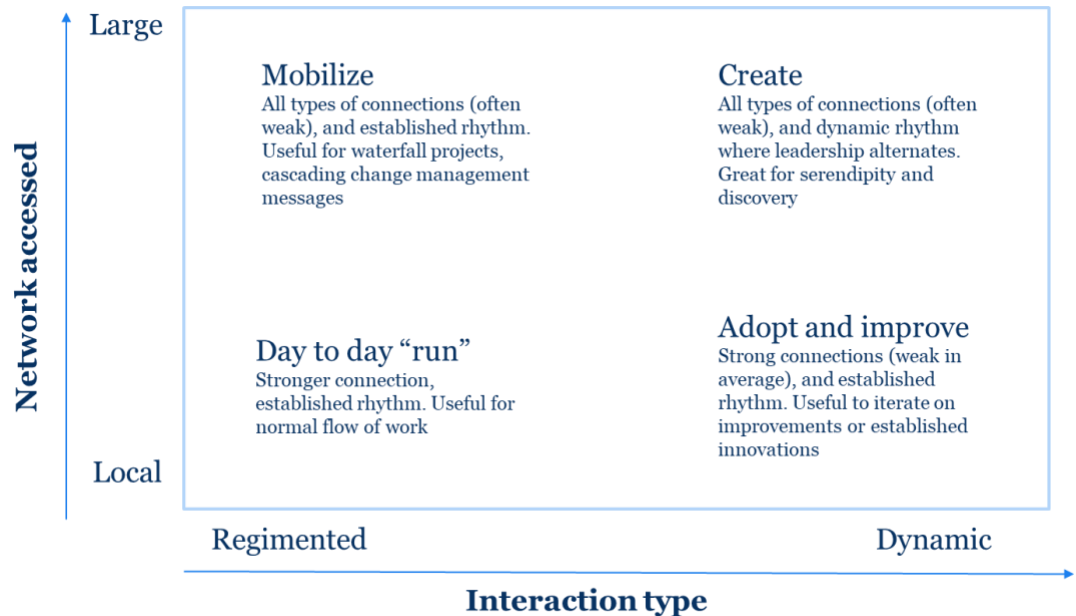 Large
Mobilize
All types of connections (often
weak), and established rhythm.
Useful for waterfall projects,
cascading change management
messages
Create
All types of connections (often
weak), and dynamic rhythm
where leadership alternates.
Great for serendipity and
discovery
Network accessed
Day to day “run”
Stronger connection,
established rhythm. Useful for
normal flow of work
Adopt and improve
Strong connections (weak in
average), and established
rhythm. Useful to iterate on
improvements or established
innovations
Local
Regimented
Dynamic
Interaction type